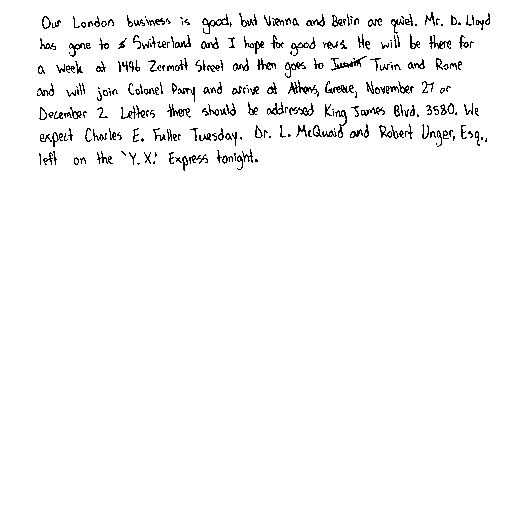 Our London business is good, but Vienna and Berlin are quiet. Mr. D. Lloyd
has gone to Switzerland and I hope for good news. He will be there for
a week at 1496 Zermott Street and then goes to Turin and Rome
and will join Colonel Parry and arrive at Athens, Greece, November 27 or
December 2. Letters there should be addressed King James Blvd. 3580. We
expect Charles E. Fuller Tuesday. Dr. L. McQuaid and Robert Unger, Esq.,
left on the 'Y.X.' Express tonight.